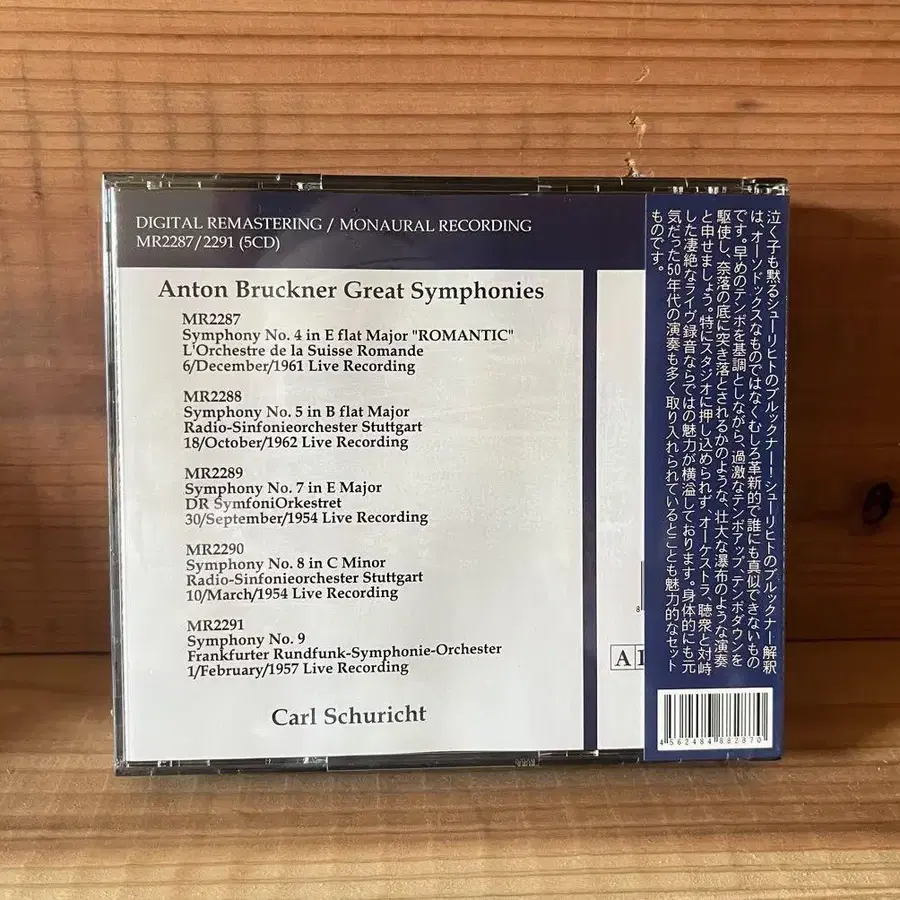 DIGITAL REMASTERING / MONAURAL RECORDING
MR2287/2291 (5CD)
Anton Bruckner Great Symphonies
MR2287
Symphony No. 4 in E flat Major "ROMANTIC"
L'Orchestre de la Suisse Romande
6/December/1961 Live Recording
MR2288
Symphony No. 5 in B flat Major
Radio-Sinfonieorchester Stuttgart
18/October/1962 Live Recording
MR2289
Symphony No. 7 in E Major
DR SymfoniOrkestret
30/September/1954 Live Recording
MR2290
Symphony No. 8 in C Minor
Radio-Sinfonieorchester Stuttgart
10/March/1954 Live Recording
MR2291
Symphony No. 9
Frankfurter Rundfunk-Symphonie-Orchester
1/February/1957 Live Recording
Carl Schuricht
泣く子も黙るシューリヒトのブルックナー！シューリヒトのブルックナー解釈
は、オーソドックスなものではなくむしろ革新的で誰にも真似できないもの
です。早めのテンポを基調としながら、過激なテンポアップ、テンポダウンを
駆使し、奈落の底に突き落とされるかのような、壮大な瀑布のような演奏
と申せましょう。特にスタジオに押し込められず、オーケストラ、聴衆と対峙
した凄絶なライヴ録音ならではの魅力が横溢しております。身体的にも元
気だった50年代の演奏も多く取り入れられているところも魅力的なセット
ものです。
8
A
4 562484 882870